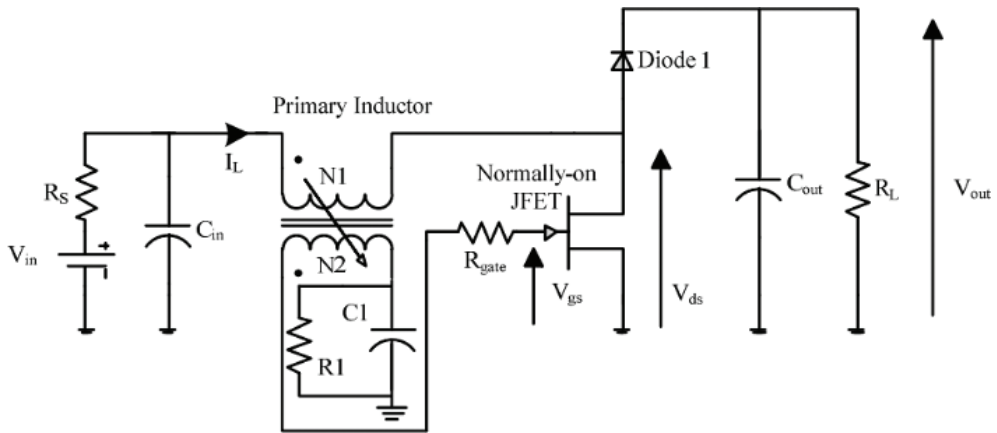 Diode 1
Primary Inductor
I_L
N1
Normally-on
JFET
R_S
C_in
C_out
R_L
V_out
V_in
+
-
N2
R_gate
V_gs
V_ds
C1
R1